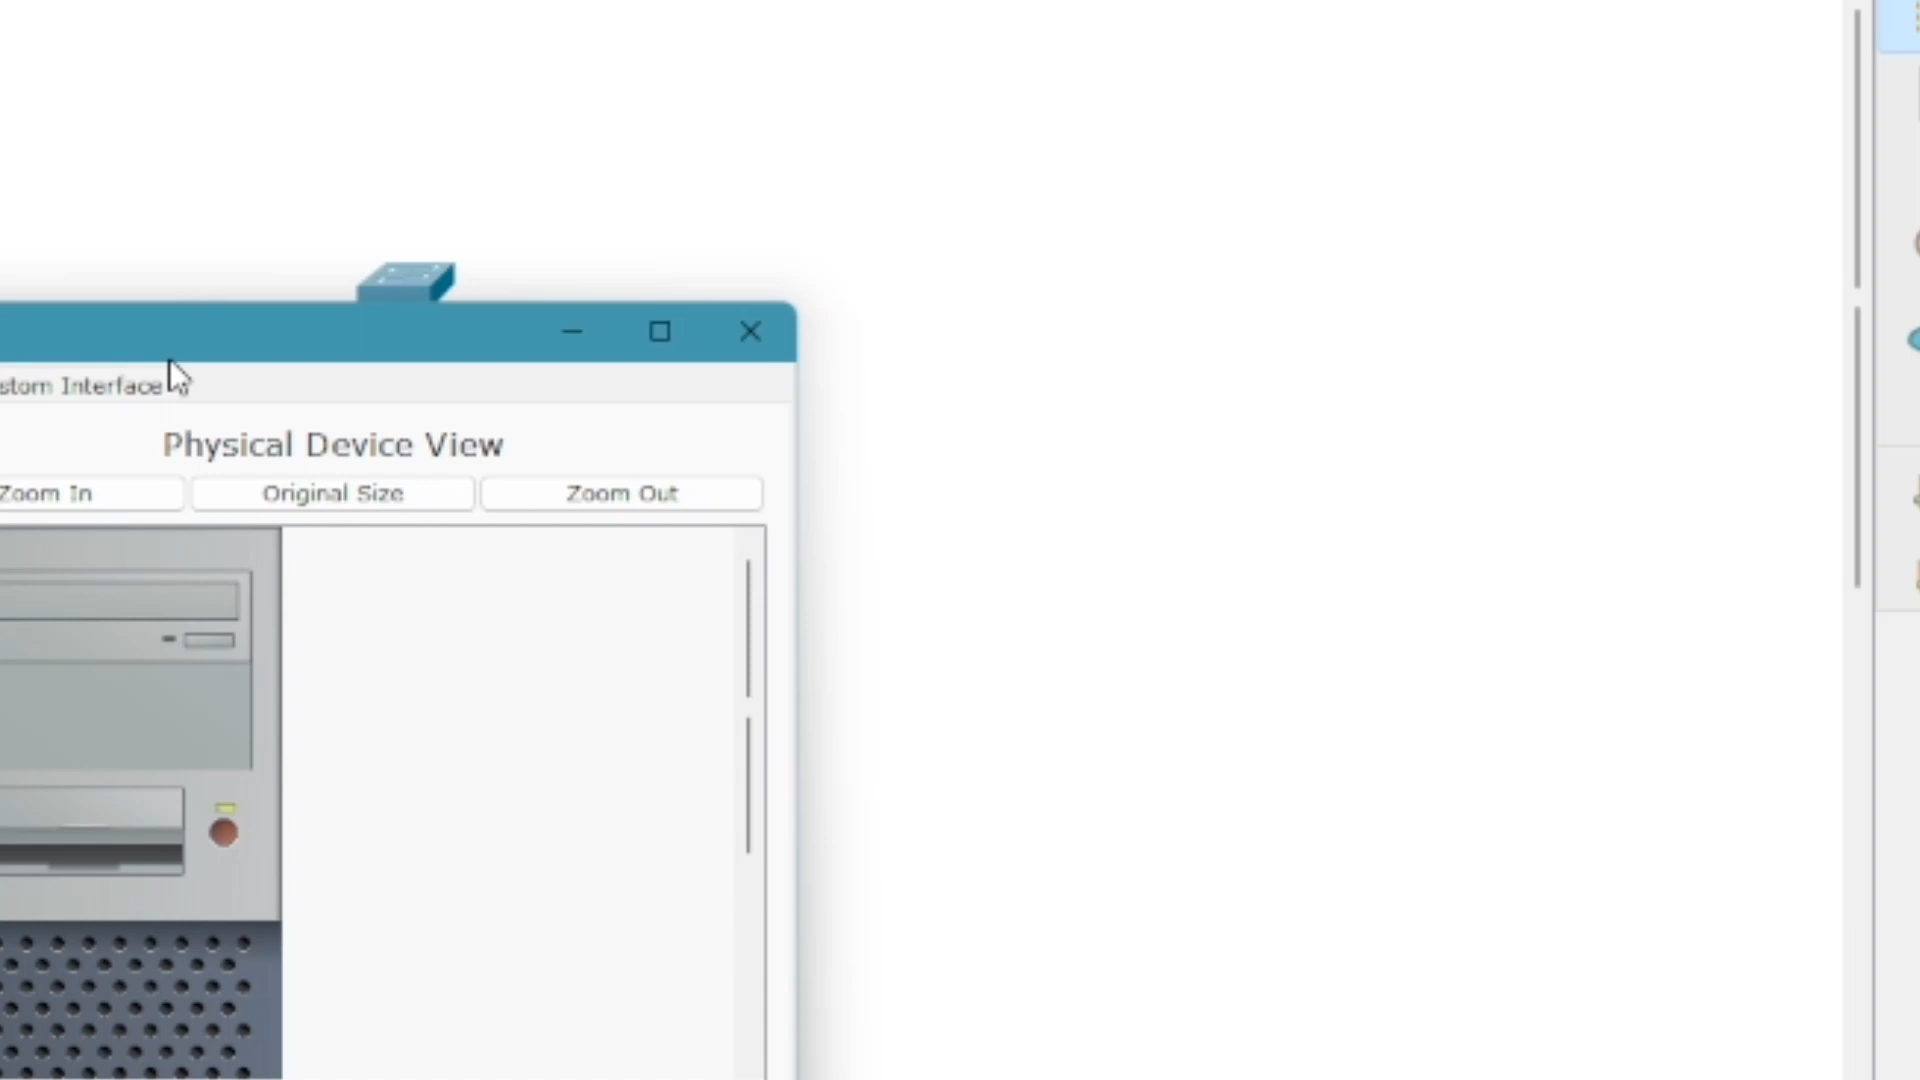 stom Interface
Physical Device View
Zoom In
Original Size
Zoom Out